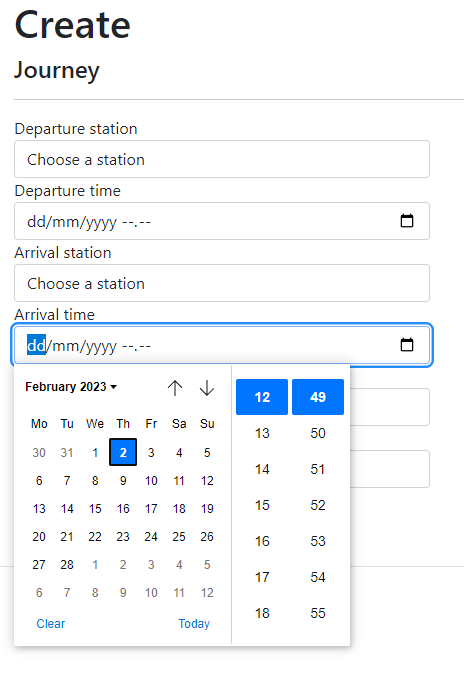 Create
Journey
Departure station
Choose a station
Departure time
dd/mm/yyyy --.--
Arrival station
Choose a station
Arrival time
dd/mm/yyyy --.--
February 2023
Mo Tu We Th Fr Sa Su
30 31 1 2 3 4 5
6 7 8 9 10 11 12
13 14 15 16 17 18 19
20 21 22 23 24 25 26
27 28 1 2 3 4 5
6 7 8 9 10 11 12
Clear Today
12 49
13 50
14 51
15 52
16 53
17 54
18 55